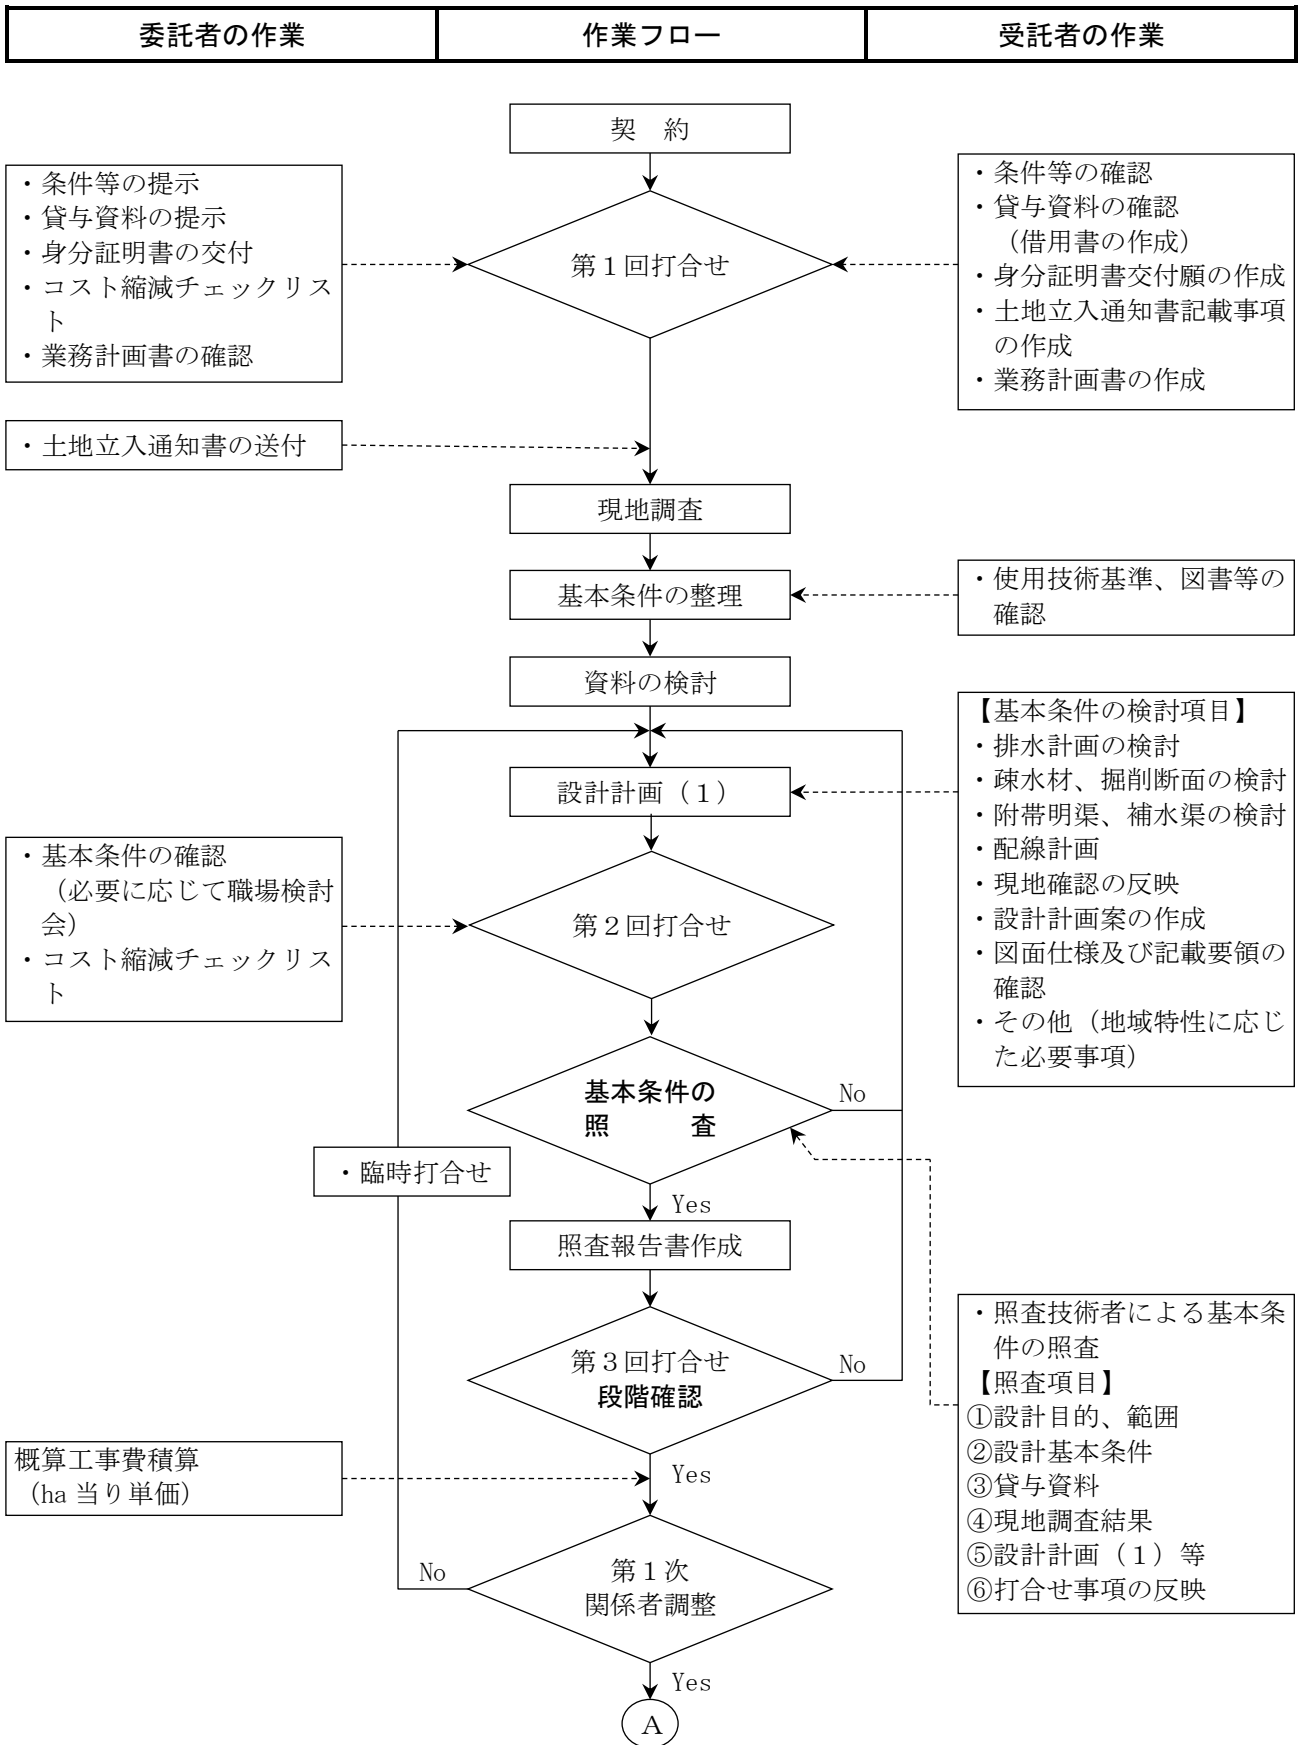 委託者の作業
作業フロー
受託者の作業
契　約
・条件等の提示
・貸与資料の提示
・身分証明書の交付
・コスト縮減チェックリス
ト
・業務計画書の確認
第１回打合せ
・条件等の確認
・貸与資料の確認
（借用書の作成）
・身分証明書交付願の作成
・土地立入通知書記載事項
の作成
・業務計画書の作成
・土地立入通知書の送付
現地調査
基本条件の整理
・使用技術基準、図書等の
確認
資料の検討
設計計画（１）
【基本条件の検討項目】
・排水計画の検討
・疎水材、掘削断面の検討
・附帯明渠、補水渠の検討
・配線計画
・現地確認の反映
・設計計画案の作成
・図面仕様及び記載要領の
確認
・その他（地域特性に応じ
た必要事項）
・基本条件の確認
（必要に応じて職場検討
会）
・コスト縮減チェックリス
ト
第２回打合せ
基本条件の
照　　　査
No
・臨時打合せ
Yes
照査報告書作成
第３回打合せ
段階確認
No
・照査技術者による基本条
件の照査
【照査項目】
①設計目的、範囲
②設計基本条件
③貸与資料
④現地調査結果
⑤設計計画（１）等
⑥打合せ事項の反映
概算工事費積算
（ha 当り単価）
Yes
No
第１次
関係者調整
Yes
A